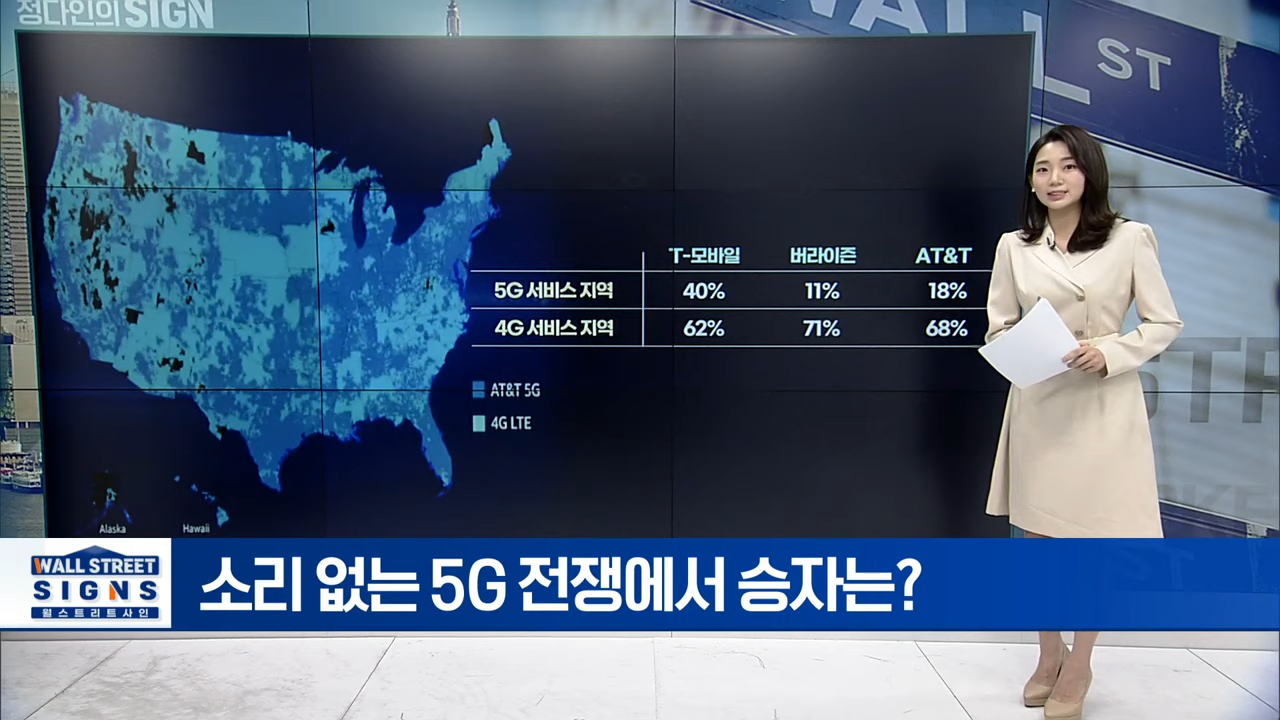 정다인의 SIGN
WALL ST
T-모바일 버라이즌 AT&T
5G 서비스 지역 40% 11% 18%
4G 서비스 지역 62% 71% 68%
AT&T 5G
4G LTE
Alaska Hawaii
WALL STREET
SIGNS
월스트리트사인
소리 없는 5G 전쟁에서 승자는?